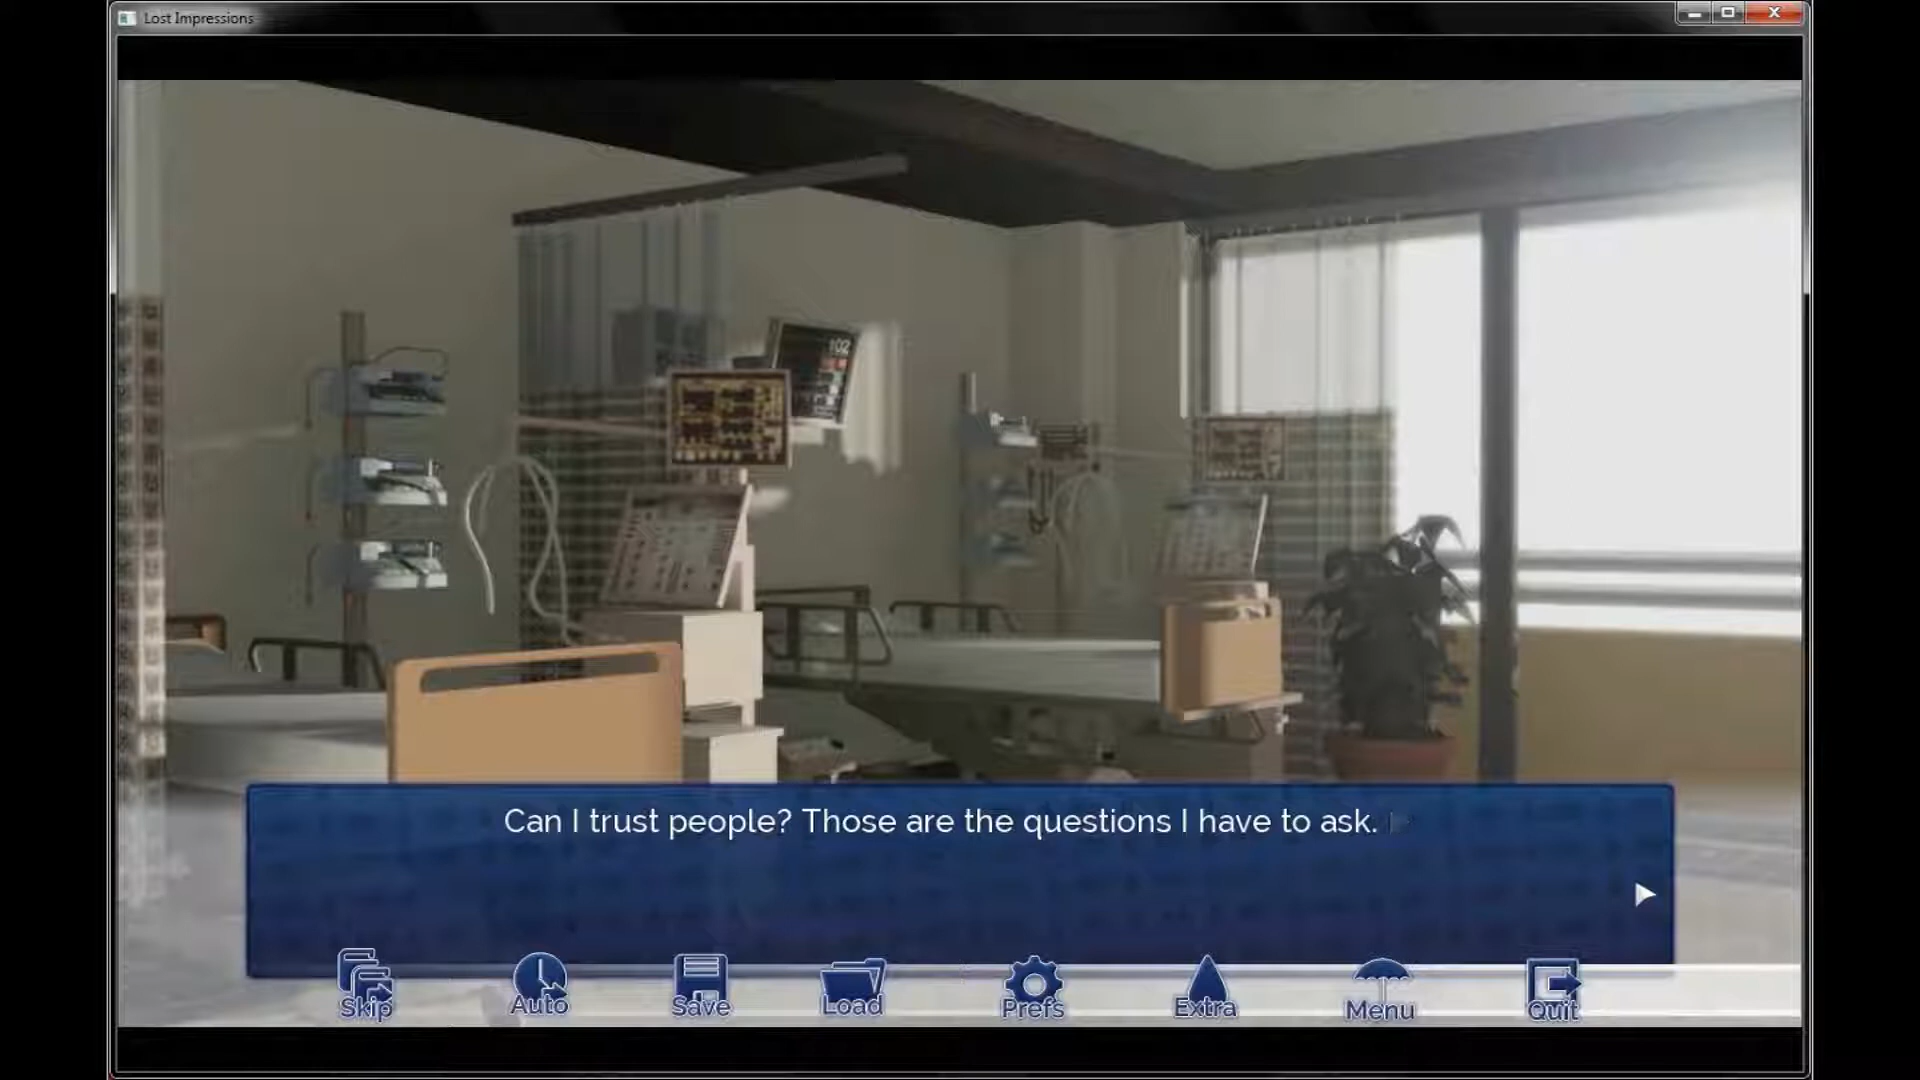 Lost Impressions
102
Can I trust people? Those are the questions I have to ask.
Skip
Auto
Save
Load
Prefs
Extra
Menu
Quit